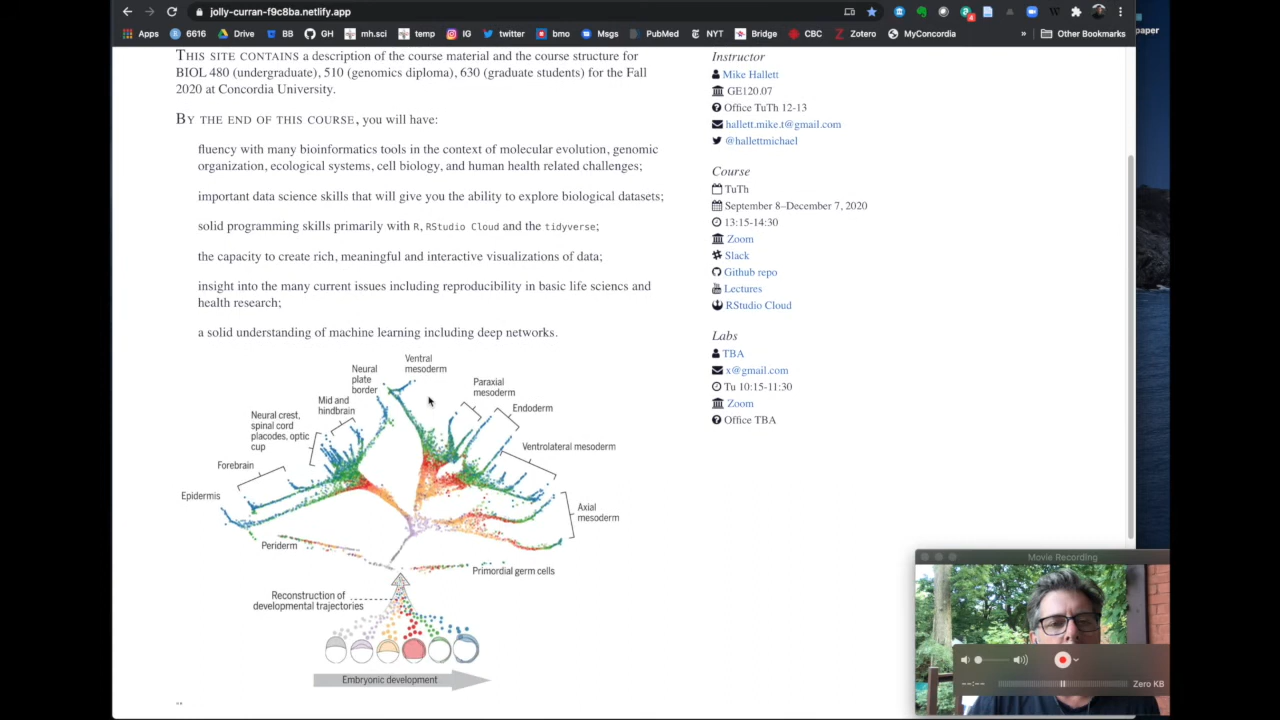 jolly-curran-f9c8ba.netlify.app
Apps 6616 Drive BB GH mh.sci temp IG twitter bmo Msgs PubMed NYT Bridge CBC Zotero MyConcordia » Other Bookmarks
paper
THIS SITE CONTAINS a description of the course material and the course structure for
BIOL 480 (undergraduate), 510 (genomics diploma), 630 (graduate students) for the Fall
2020 at Concordia University.
BY THE END OF THIS COURSE, you will have:
fluency with many bioinformatics tools in the context of molecular evolution, genomic
organization, ecological systems, cell biology, and human health related challenges;
important data science skills that will give you the ability to explore biological datasets;
solid programming skills primarily with R, RStudio Cloud and the tidyverse;
the capacity to create rich, meaningful and interactive visualizations of data;
insight into the many current issues including reproducibility in basic life sciencs and
health research;
a solid understanding of machine learning including deep networks.
Ventral
mesoderm
Neural
plate
border
Paraxial
mesoderm
Mid and
hindbrain
Endoderm
Neural crest,
spinal cord
placodes, optic
cup
Ventrolateral mesoderm
Forebrain
Epidermis
Axial
mesoderm
Periderm
Primordial germ cells
Reconstruction of
developmental trajectories
Embryonic development
Instructor
Mike Hallett
GE120.07
Office TuTh 12-13
hallett.mike.t@gmail.com
@hallettmichael
Course
TuTh
September 8–December 7, 2020
13:15-14:30
Zoom
Slack
Github repo
Lectures
RStudio Cloud
Labs
TBA
x@gmail.com
Tu 10:15-11:30
Zoom
Office TBA
Movie Recording
--:-- Zero KB